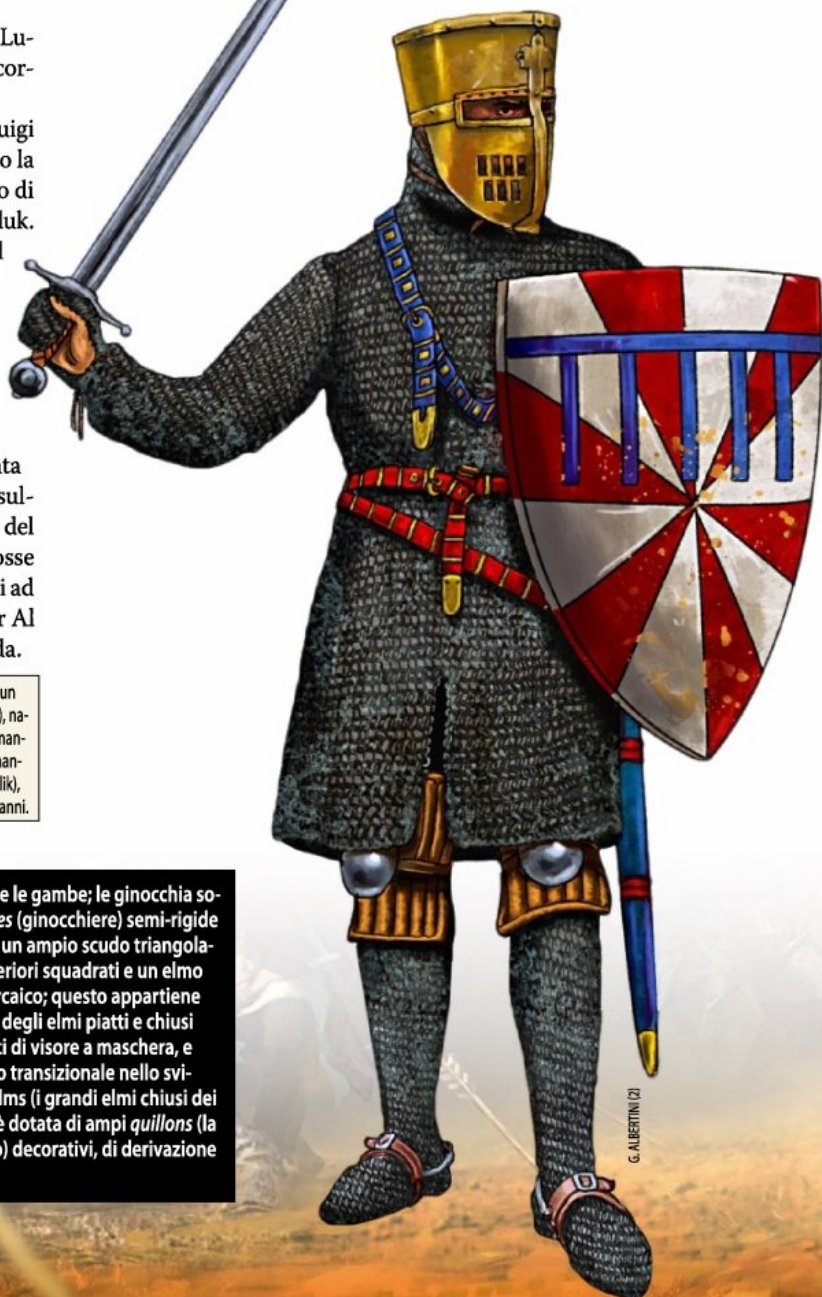 Lu-
cor-
uigi
o la
o di
luk.
l
ata
sul-
del
osse
i ad
r Al
da.
un
), na-
man-
nan-
lik),
anni.
e le gambe; le ginocchia so-
es (ginocchiere) semi-rigide
un ampio scudo triangola-
eriori squadrati e un elmo
rcaico; questo appartiene
degli elmi piatti e chiusi
ti di visore a maschera, e
o transizionale nello svi-
elms (i grandi elmi chiusi dei
è dotata di ampi quillons (la
o) decorativi, di derivazione
G. ALBERTINI (2)